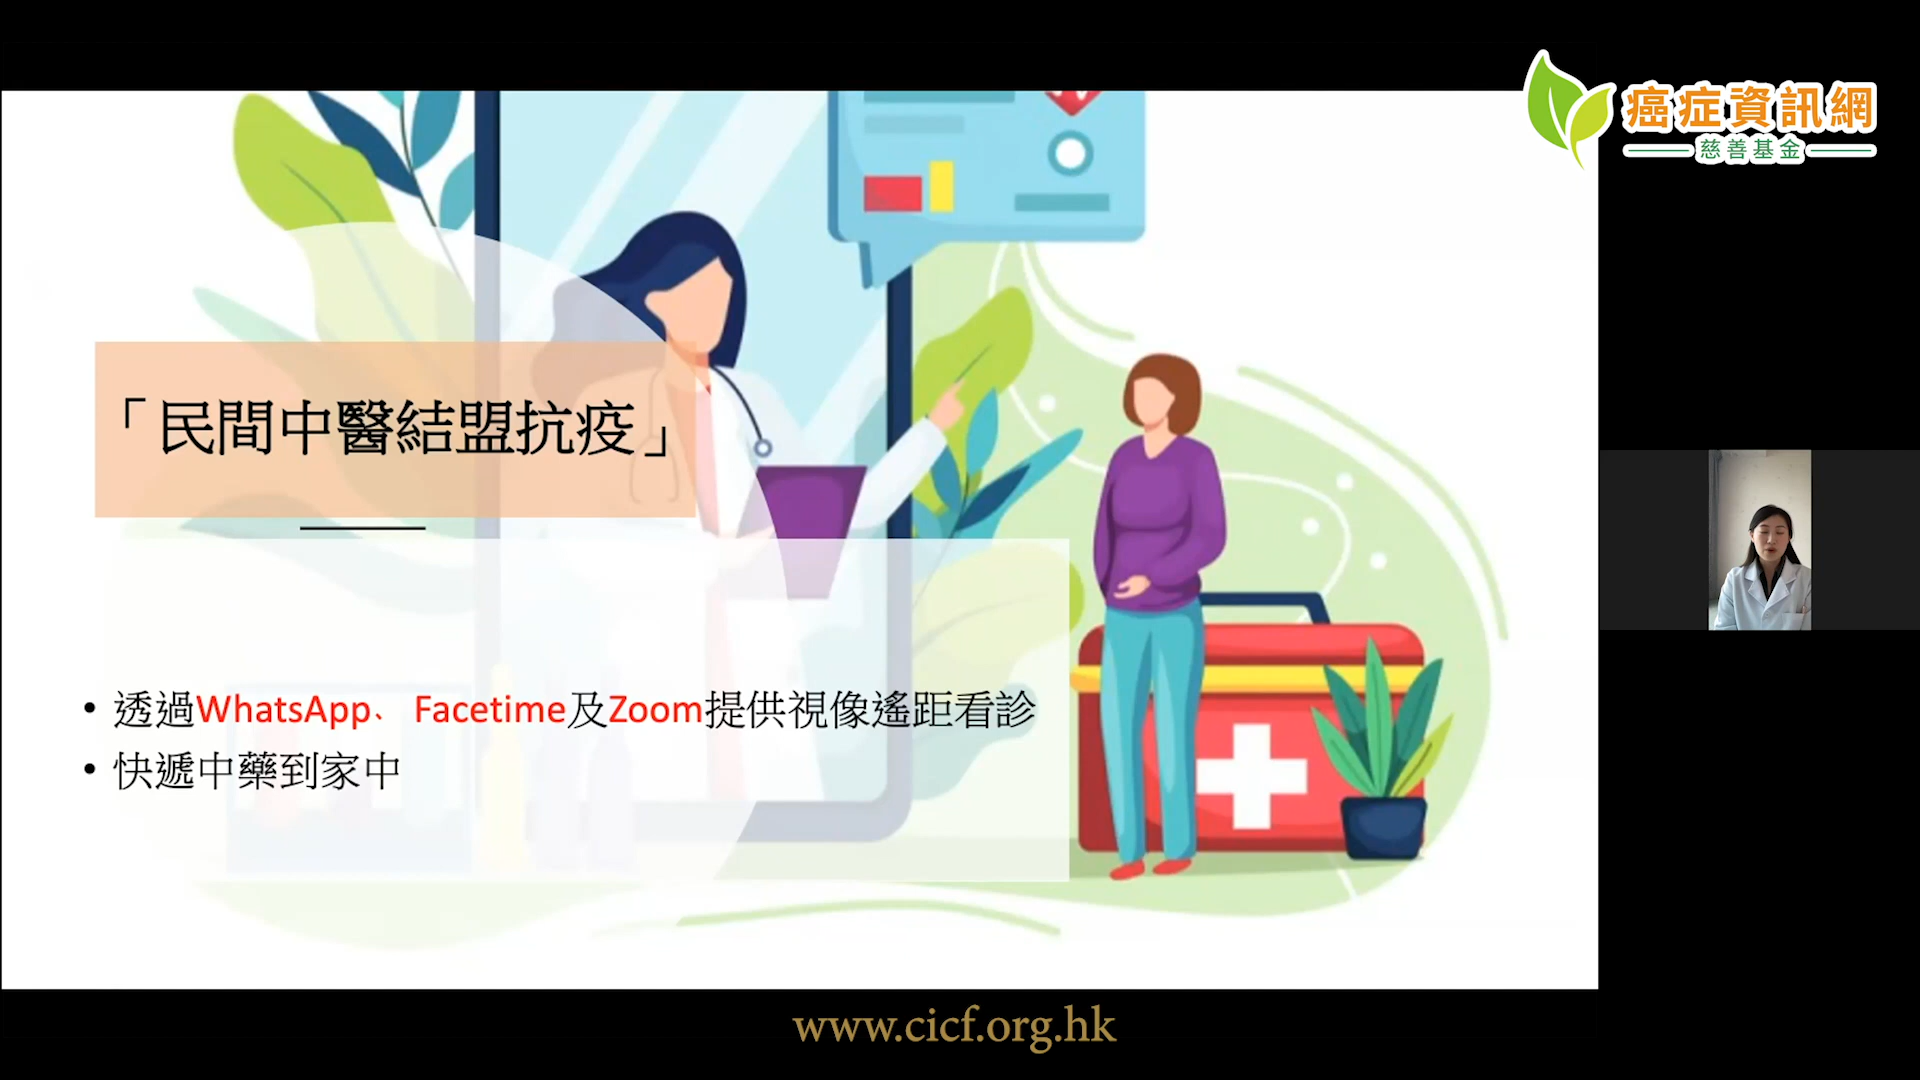 癌症資訊網
慈善基金
「民間中醫結盟抗疫」
• 透過WhatsApp、 Facetime及Zoom提供視像遙距看診
• 快遞中藥到家中
www.cicf.org.hk